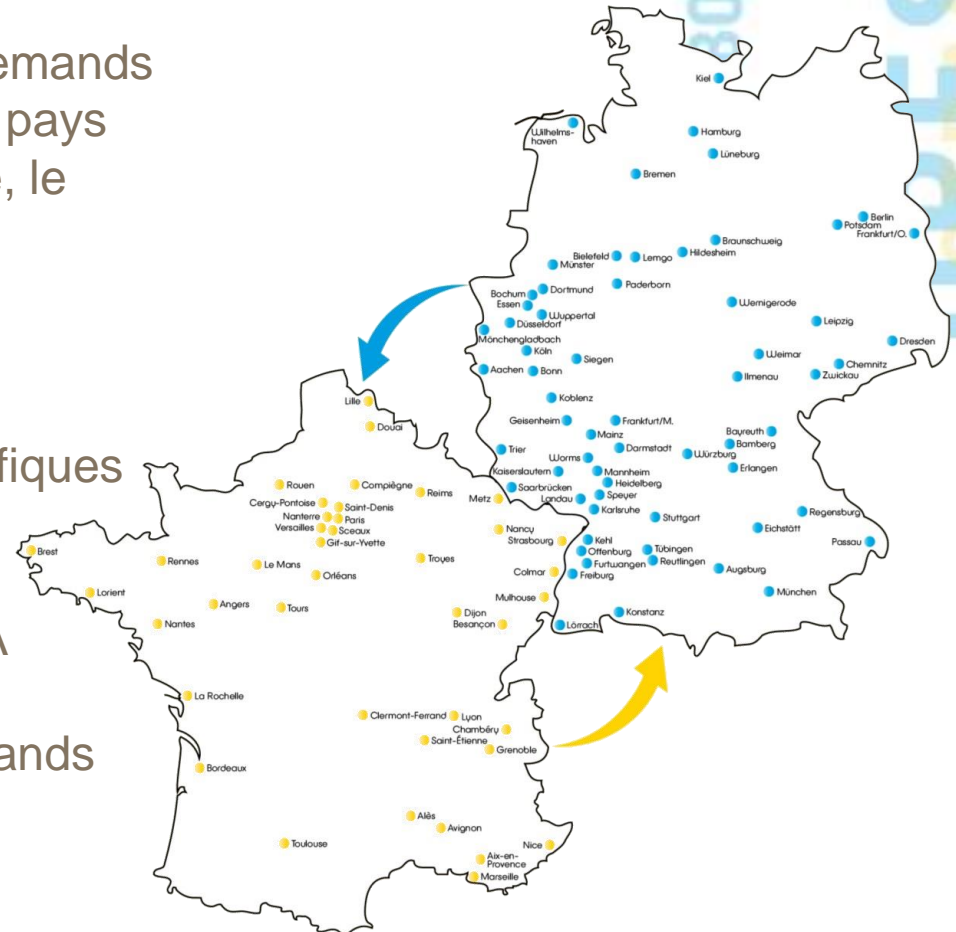 emands
pays
, le
fiques
A
ands
80
Kiel
Wilhelms-
haven
Hamburg
Lüneburg
Bremen
Berlin
Potsdam
Frankfurt/O.
Braunschweig
Hildesheim
Bielefeld
Lemgo
Münster
Paderborn
Dortmund
Bochum
Essen
Wuppertal
Düsseldorf
Mönchengladbach
Köln
Siegen
Aachen
Bonn
Wernigerode
Leipzig
Dresden
Weimar
Chemnitz
Ilmenau
Zwickau
Koblenz
Geisenheim
Frankfurt/M.
Mainz
Bayreuth
Bamberg
Trier
Darmstadt
Würzburg
Worms
Erlangen
Kaiserslautern
Mannheim
Heidelberg
Saarbrücken
Landau
Speyer
Karlsruhe
Stuttgart
Regensburg
Eichstätt
Passau
Kehl
Offenburg
Tübingen
Furtwangen
Reutlingen
Freiburg
Augsburg
München
Konstanz
Lörrach
Lille
Douai
Rouen
Compiègne
Reims
Metz
Cergy-Pontoise
Saint-Denis
Nanterre
Paris
Versailles
Sceaux
Gif-sur-Yvette
Nancy
Strasbourg
Brest
Rennes
Le Mans
Orléans
Troyes
Colmar
Lorient
Angers
Tours
Mulhouse
Nantes
Dijon
Besançon
La Rochelle
Clermont-Ferrand
Lyon
Chambéry
Saint-Étienne
Grenoble
Bordeaux
Alès
Avignon
Toulouse
Nice
Aix-en-
Provence
Marseille